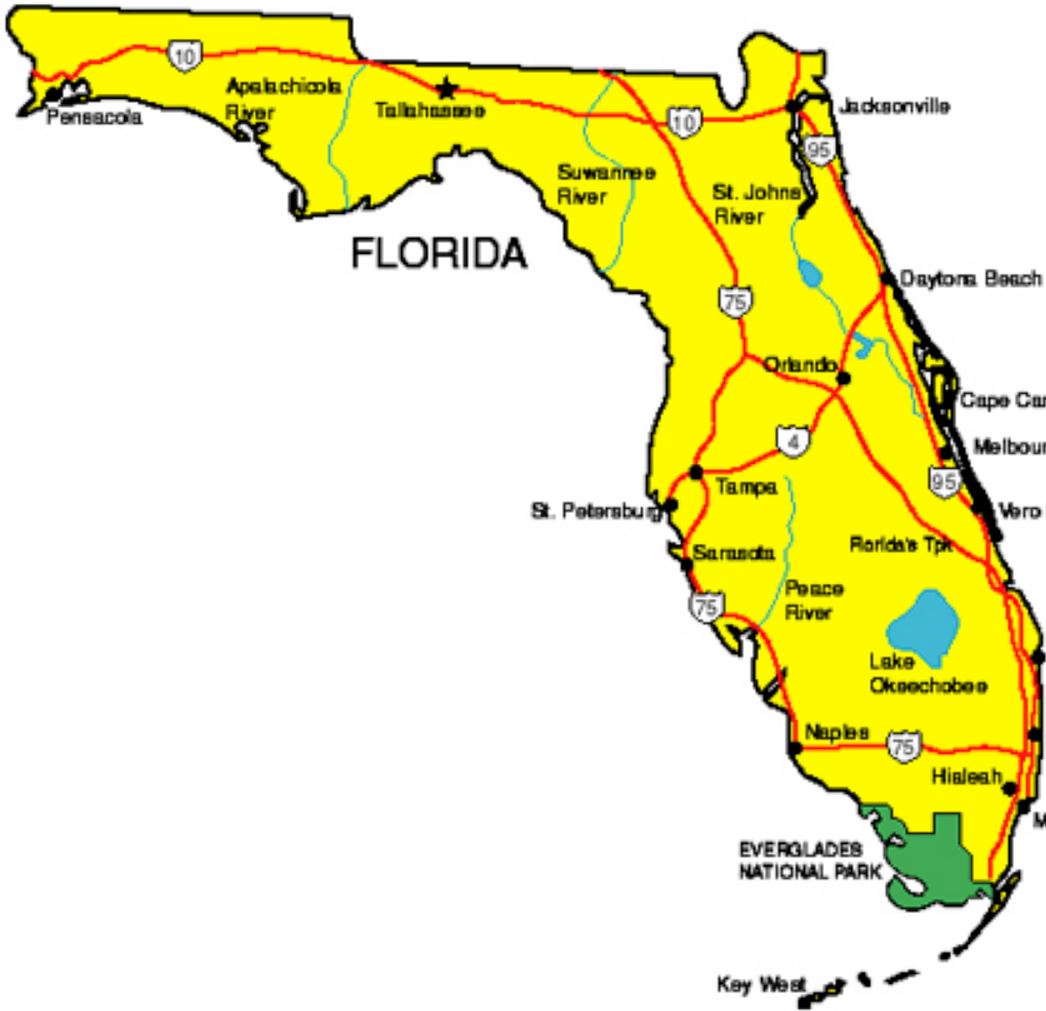 10
Apalachicola
River
Pensacola
Tallahassee
10
Jacksonville
95
Suwannee
River
St. Johns
River
FLORIDA
Daytona Beach
75
Orlando
Cape Car
4
Melbour
95
Tampa
St. Petersburg
Vero
Florida's Tpk
Sarasota
75
Peace
River
Lake
Okeechobee
Naples
75
Hialeah
M
EVERGLADES
NATIONAL PARK
Key West